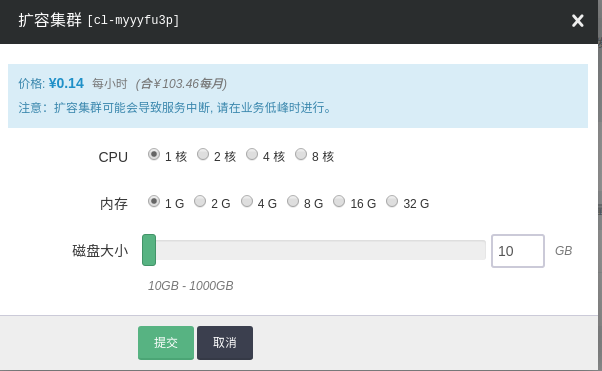 扩容集群 [cl-myyyfu3p]
价格: ¥0.14 每小时 (合¥103.46每月)
注意: 扩容集群可能会导致服务中断, 请在业务低峰时进行。
CPU 1 核 2 核 4 核 8 核
内存 1 G 2 G 4 G 8 G 16 G 32 G
磁盘大小 10 GB
10GB - 1000GB
提交 取消